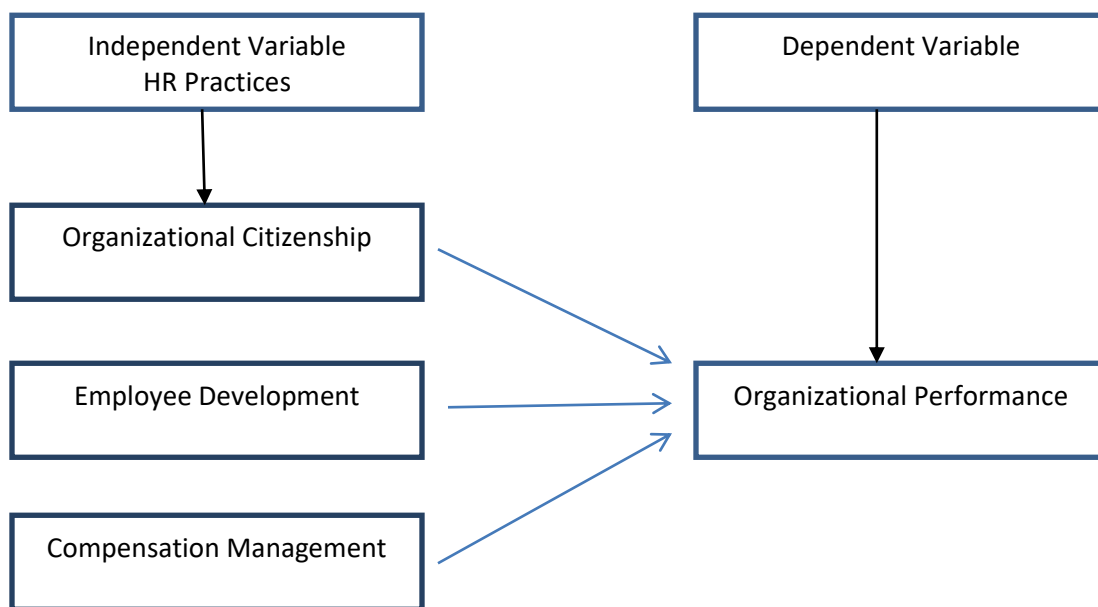 Independent Variable
HR Practices
Dependent Variable
Organizational Citizenship
Employee Development
Organizational Performance
Compensation Management